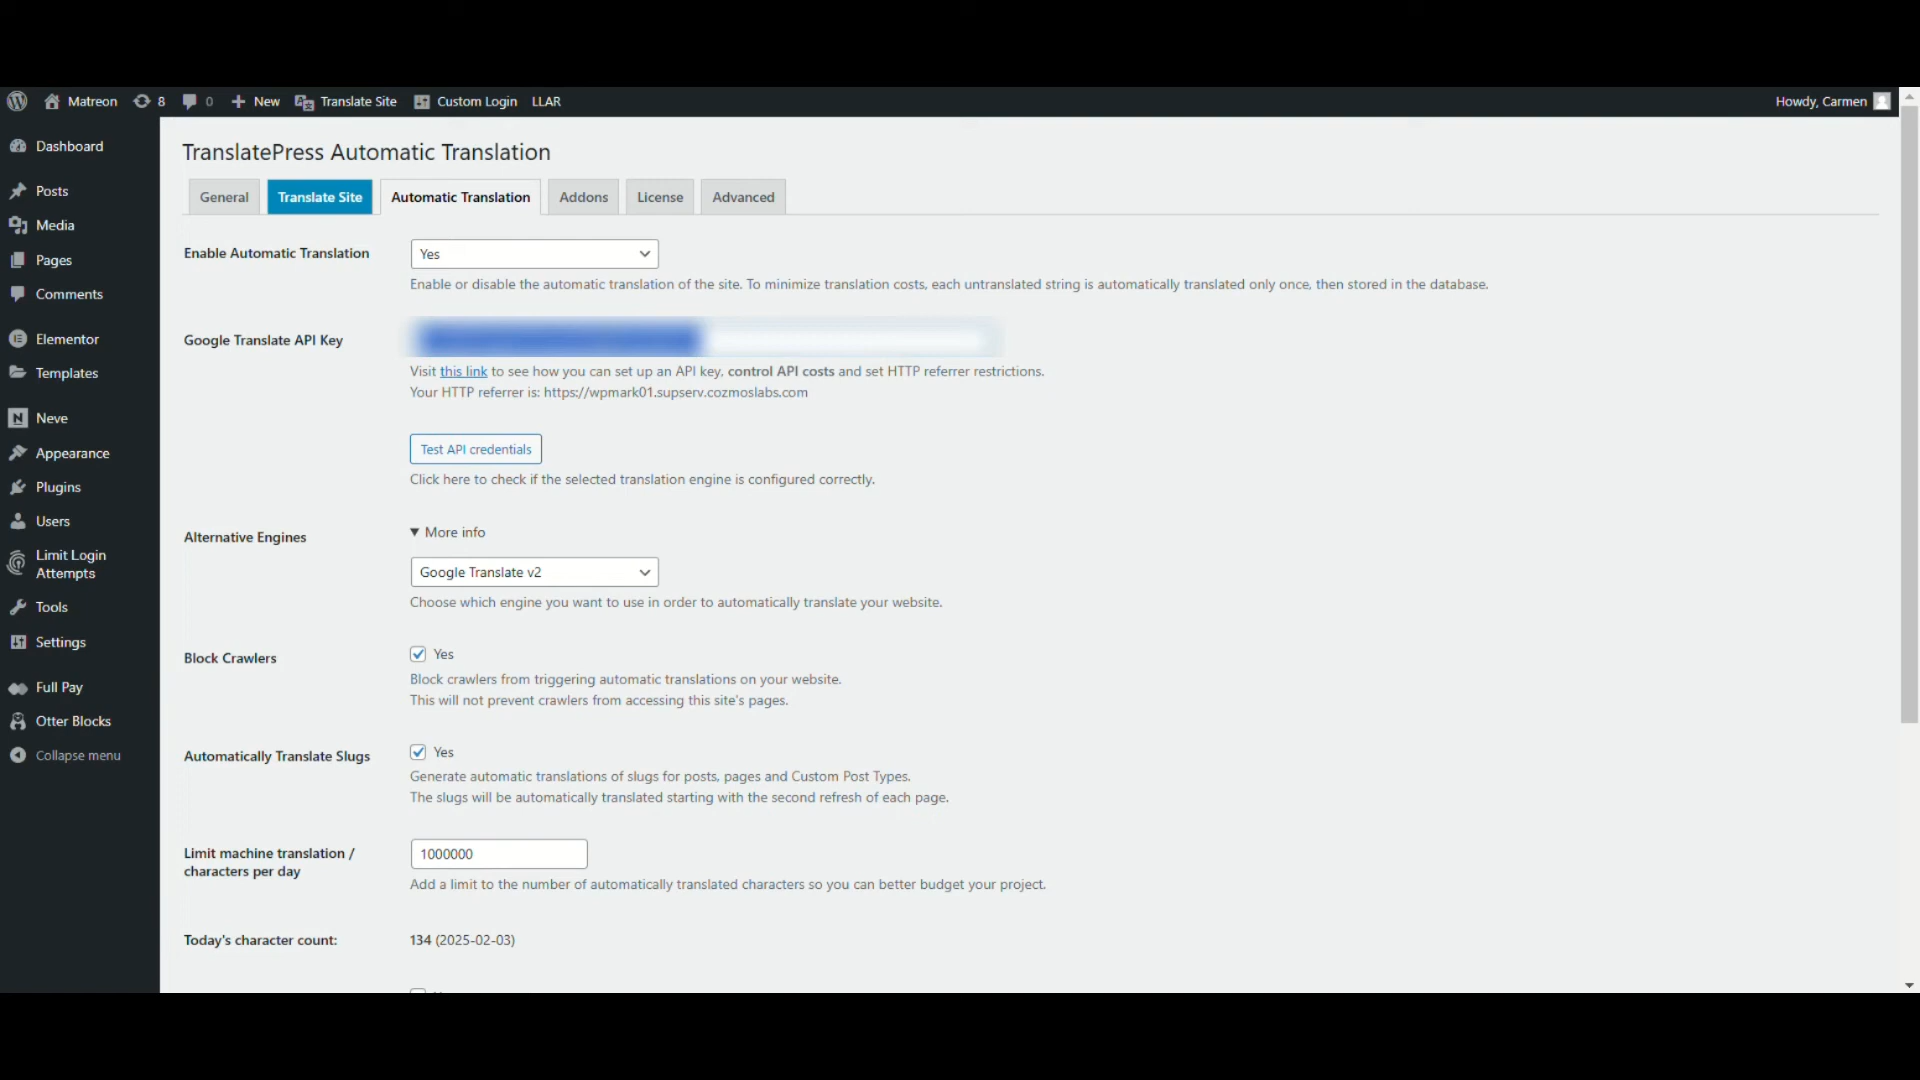 Matreon
8
0
New
Translate Site
Custom Login
LLAR
Howdy, Carmen
Dashboard
Posts
Media
Pages
Comments
Elementor
Templates
Neve
Appearance
Plugins
Users
Limit Login
Attempts
Tools
Settings
Full Pay
Otter Blocks
Collapse menu
TranslatePress Automatic Translation
General
Translate Site
Automatic Translation
Addons
License
Advanced
Enable Automatic Translation
Yes
Enable or disable the automatic translation of the site. To minimize translation costs, each untranslated string is automatically translated only once, then stored in the database.
Google Translate API Key
Visit this link to see how you can set up an API key, control API costs and set HTTP referrer restrictions.
Your HTTP referrer is: https://wpmark01.supserv.cozmoslabs.com
Test API credentials
Click here to check if the selected translation engine is configured correctly.
Alternative Engines
▼ More info
Google Translate v2
Choose which engine you want to use in order to automatically translate your website.
Block Crawlers
Yes
Block crawlers from triggering automatic translations on your website.
This will not prevent crawlers from accessing this site's pages.
Automatically Translate Slugs
Yes
Generate automatic translations of slugs for posts, pages and Custom Post Types.
The slugs will be automatically translated starting with the second refresh of each page.
Limit machine translation /
characters per day
1000000
Add a limit to the number of automatically translated characters so you can better budget your project.
Today's character count:
134 (2025-02-03)